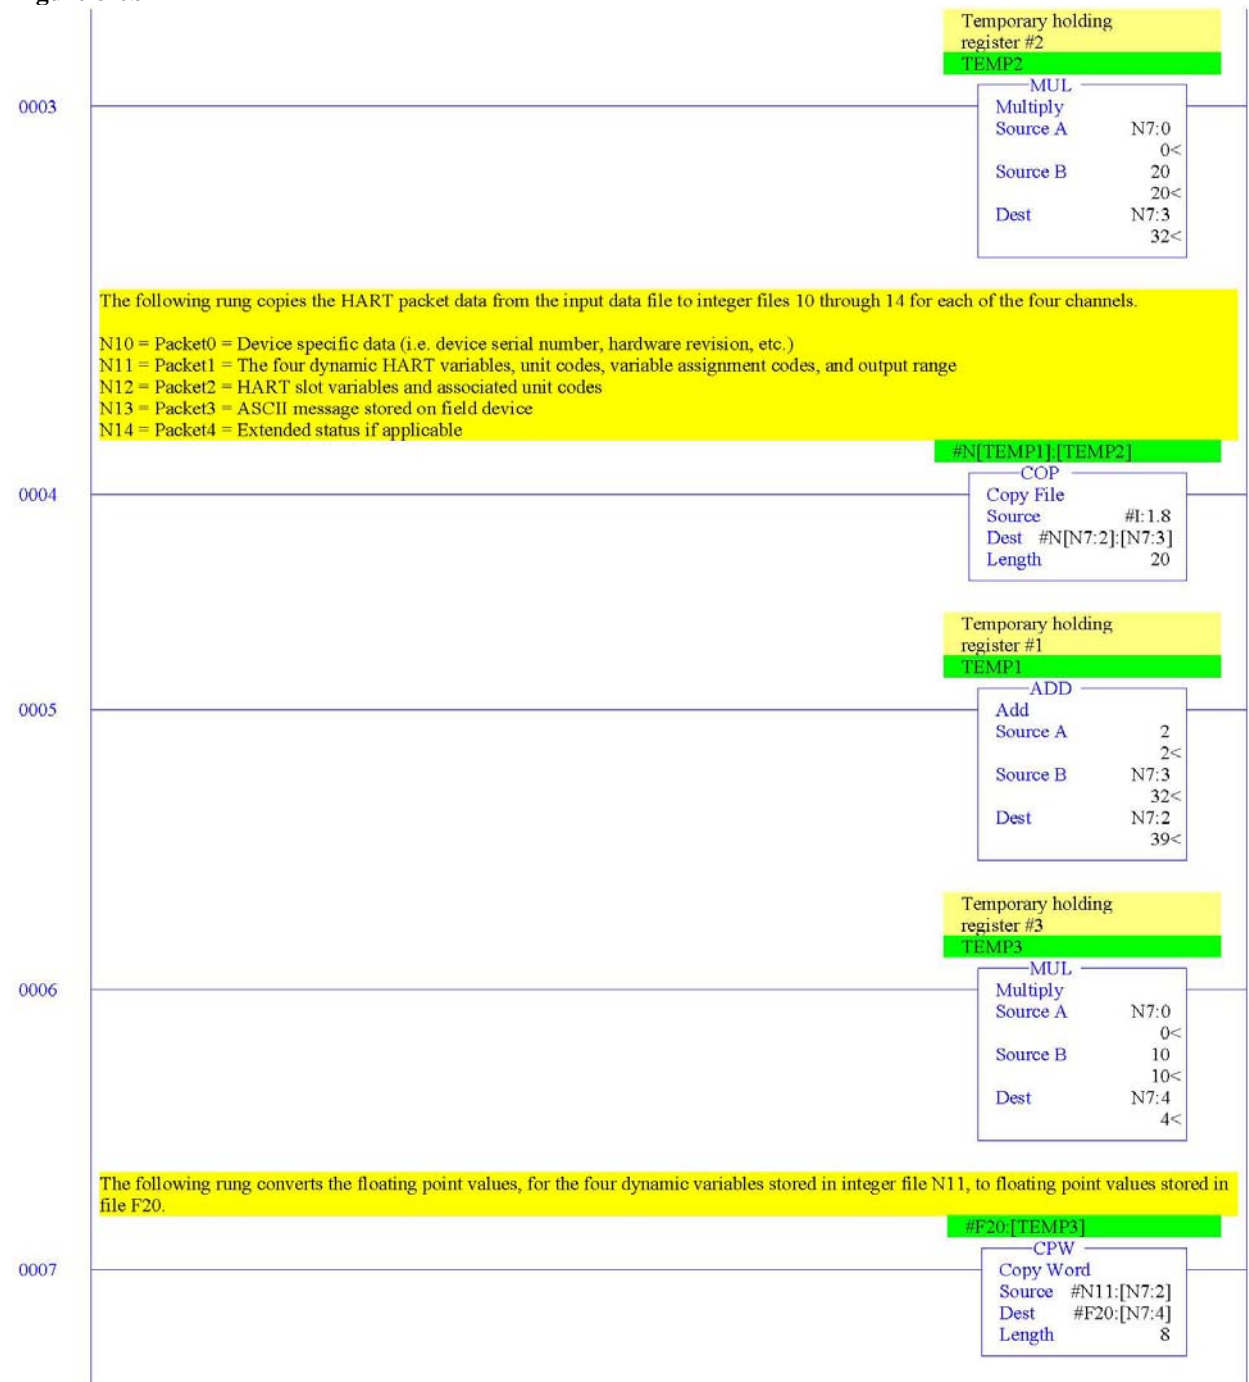 Temporary holding
register #2
TEMP2
MUL
0003
Multiply
Source A N7:0
0<
Source B 20
20<
Dest N7:3
32<
The following rung copies the HART packet data from the input data file to integer files 10 through 14 for each of the four channels.
N10 = Packet0 = Device specific data (i.e. device serial number, hardware revision, etc.)
N11 = Packet1 = The four dynamic HART variables, unit codes, variable assignment codes, and output range
N12 = Packet2 = HART slot variables and associated unit codes
N13 = Packet3 = ASCII message stored on field device
N14 = Packet4 = Extended status if applicable
#N[TEMP1]:[TEMP2]
COP
0004
Copy File
Source #I:1.8
Dest #N[N7:2]:[N7:3]
Length 20
Temporary holding
register #1
TEMP1
ADD
0005
Add
Source A 2
2<
Source B N7:3
32<
Dest N7:2
39<
Temporary holding
register #3
TEMP3
MUL
0006
Multiply
Source A N7:0
0<
Source B 10
10<
Dest N7:4
4<
The following rung converts the floating point values, for the four dynamic variables stored in integer file N11, to floating point values stored in
file F20.
#F20:[TEMP3]
CPW
0007
Copy Word
Source #N11:[N7:2]
Dest #F20:[N7:4]
Length 8